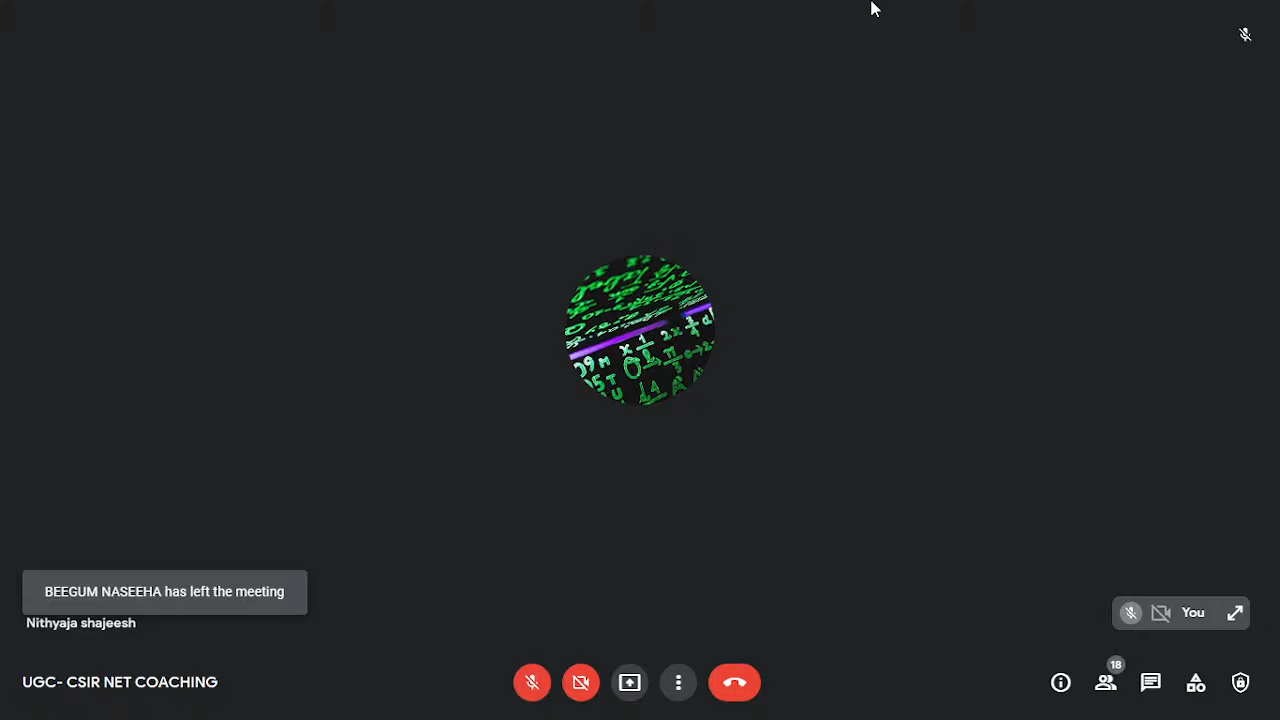 BEEGUM NASEEHA has left the meeting
Nithyaja shajeesh
You
18
UGC- CSIR NET COACHING